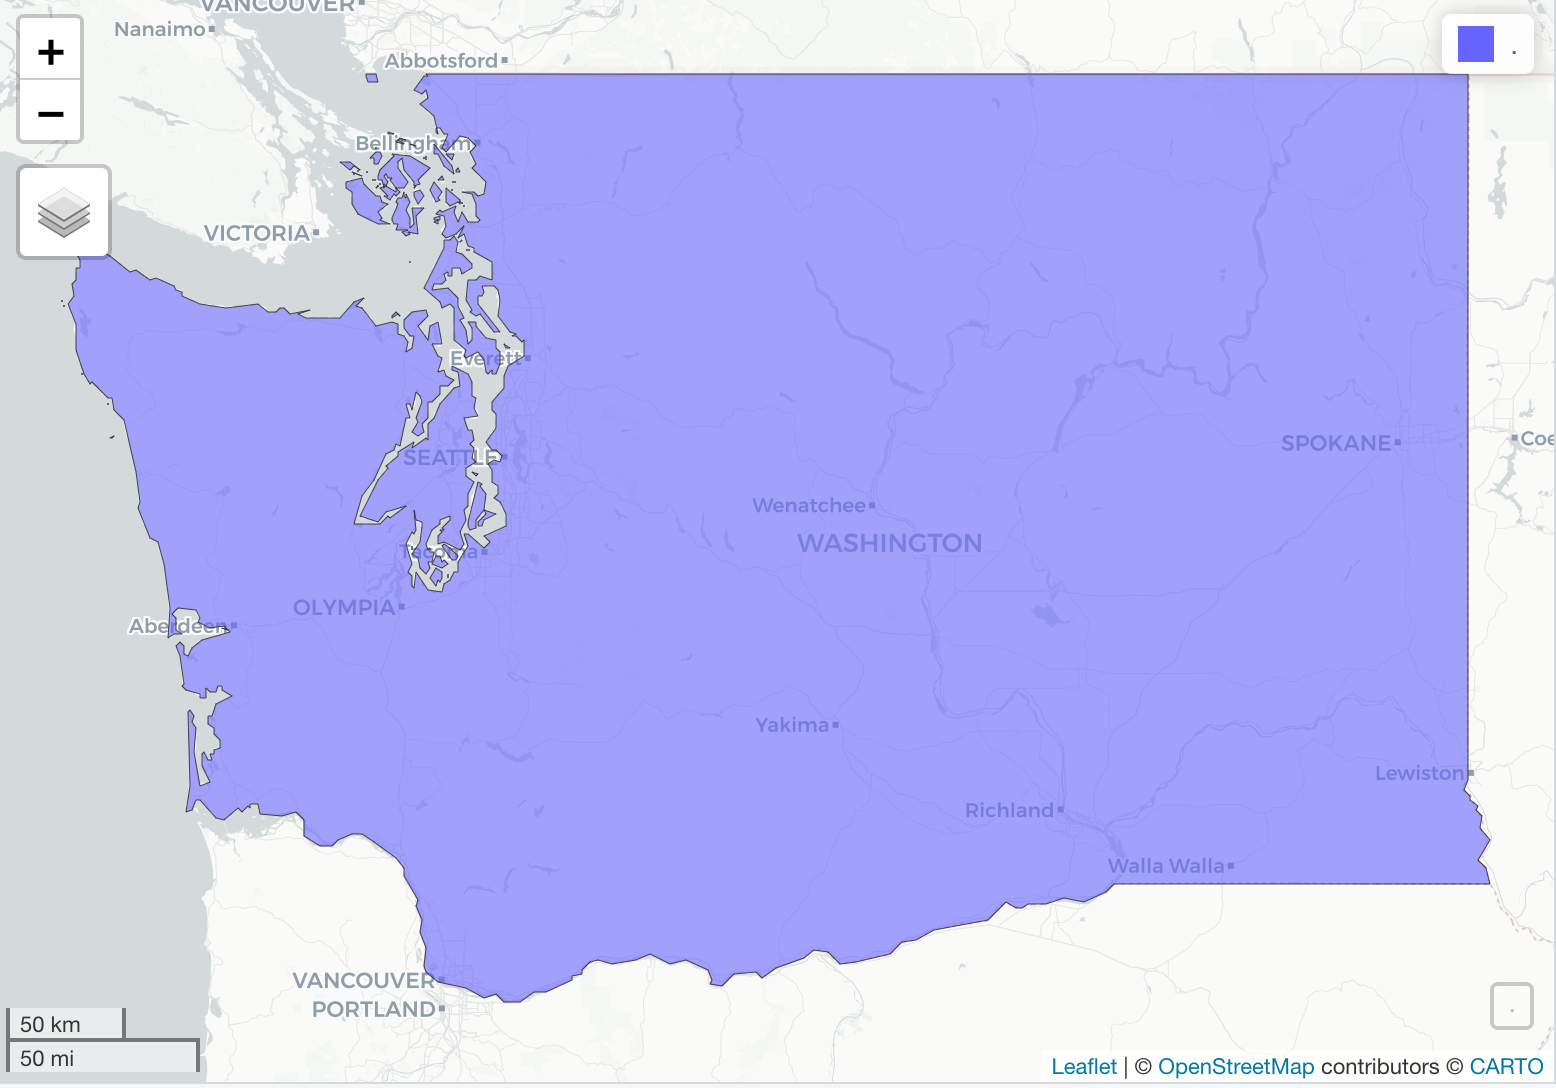 VANCOUVER
Nanaimo
Abbotsford
+
−
.
Bellingham
VICTORIA
Everett
SPOKANE
Coe
SEATTLE
Wenatchee
WASHINGTON
Tacoma
OLYMPIA
Aberdeen
Yakima
Lewiston
Richland
Walla Walla
VANCOUVER
PORTLAND
.
50 km
50 mi
Leaflet | © OpenStreetMap contributors © CARTO